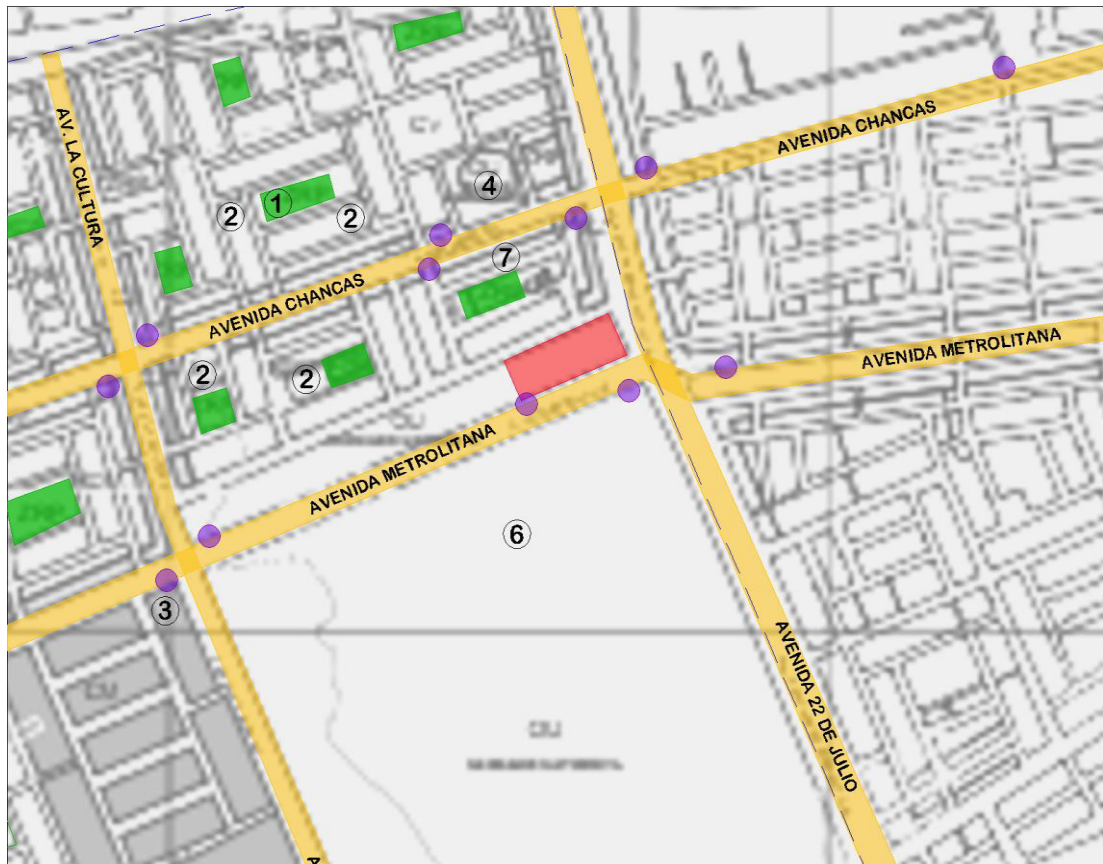 AV. LA CULTURA
AVENIDA CHANCAS
1
2
2
4
AVENIDA CHANCAS
7
2
2
AVENIDA METROLITANA
AVENIDA METROLITANA
6
3
AVENIDA 22 DE JULIO
A